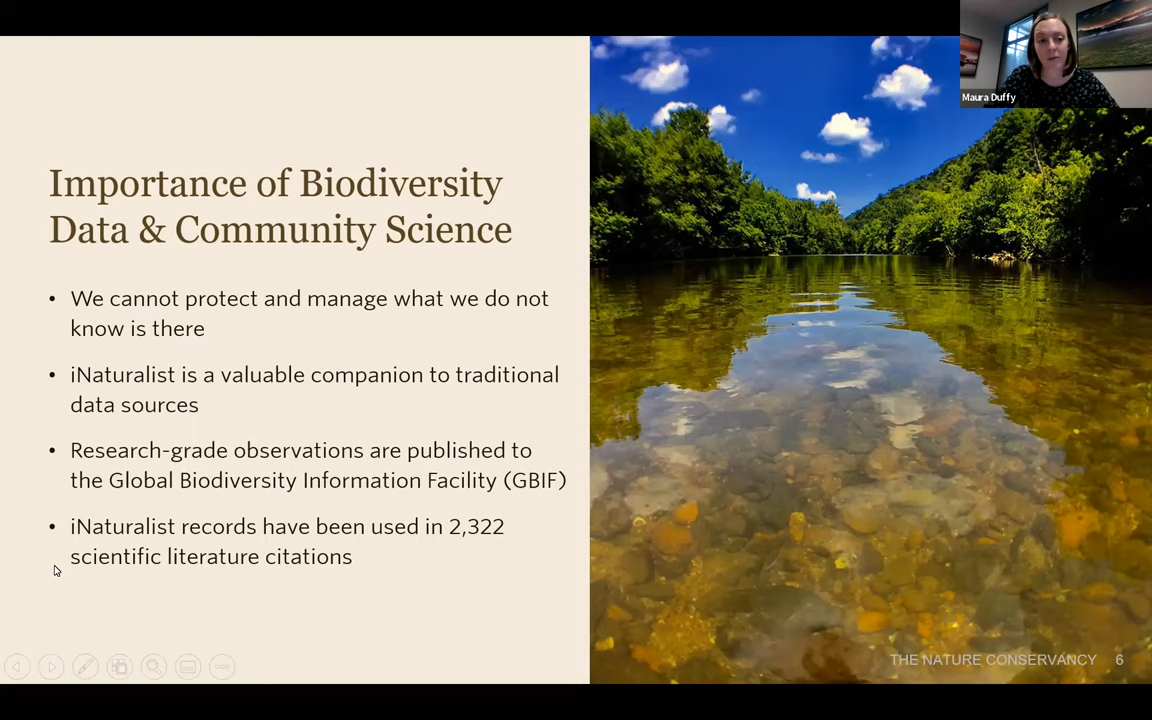 Maura Duffy
Importance of Biodiversity
Data & Community Science
• We cannot protect and manage what we do not
know is there
• iNaturalist is a valuable companion to traditional
data sources
• Research-grade observations are published to
the Global Biodiversity Information Facility (GBIF)
• iNaturalist records have been used in 2,322
scientific literature citations
THE NATURE CONSERVANCY 6